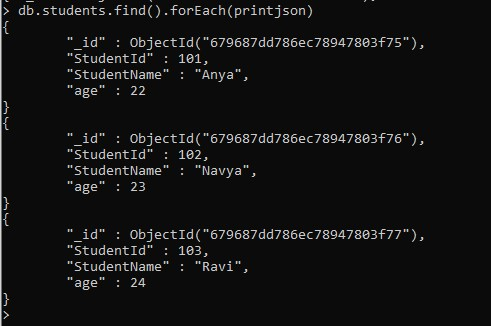 > db.students.find().forEach(printjson)
{
        "_id" : ObjectId("679687dd786ec78947803f75"),
        "StudentId" : 101,
        "StudentName" : "Anya",
        "age" : 22
}
{
        "_id" : ObjectId("679687dd786ec78947803f76"),
        "StudentId" : 102,
        "StudentName" : "Navya",
        "age" : 23
}
{
        "_id" : ObjectId("679687dd786ec78947803f77"),
        "StudentId" : 103,
        "StudentName" : "Ravi",
        "age" : 24
}
>